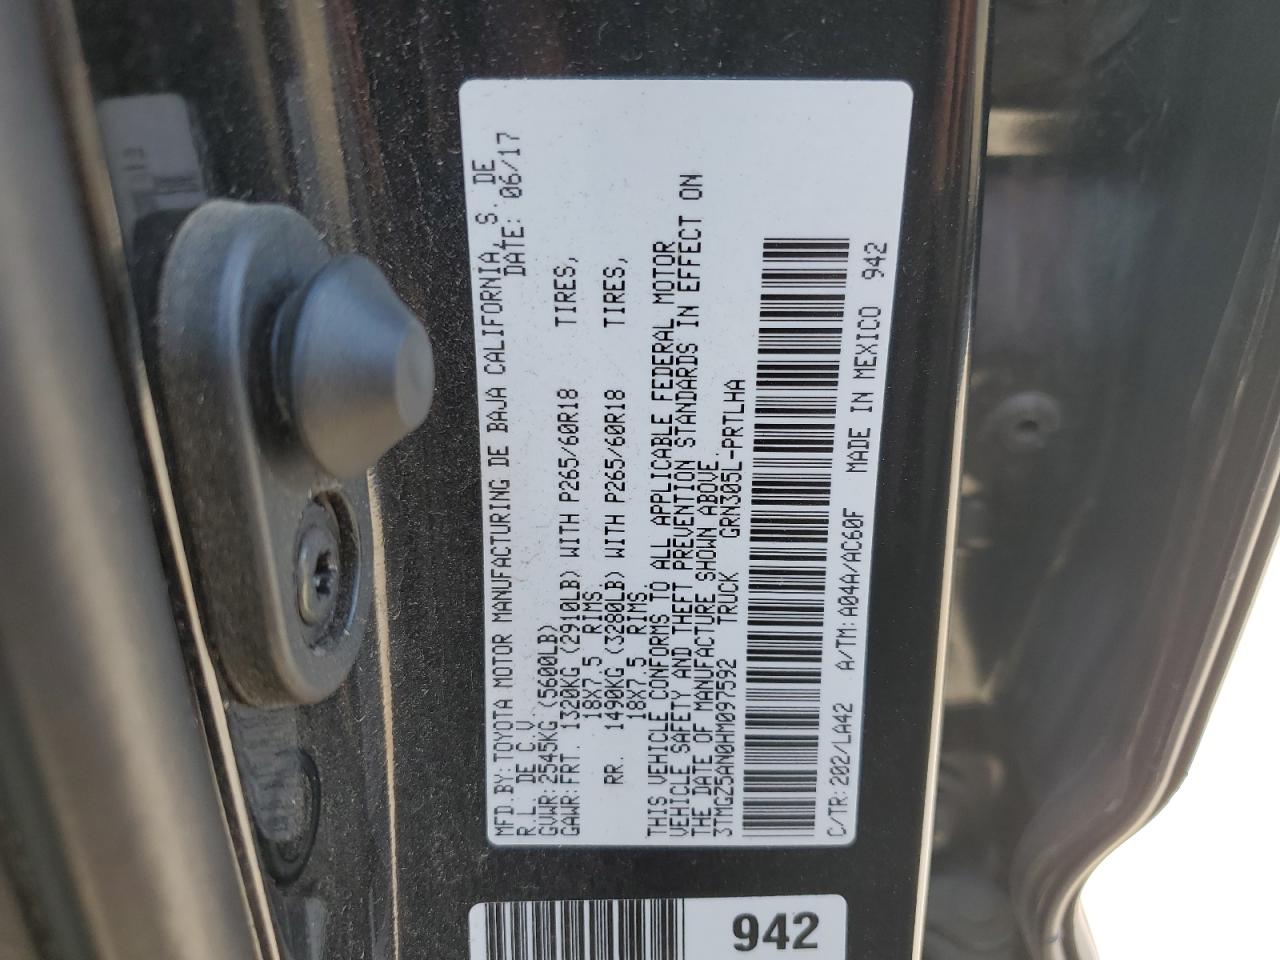 MFD.BY:TOYOTA MOTOR MANUFACTURING DE BAJA CALIFORNIA, S. DE
R.L. DE C.V. DATE: 06/17
GVWR:2545KG (5600LB)
GAWR:FRT. 1320KG (2910LB) WITH P265/60R18 TIRES,
18X7.5 RIMS.
RR. 1490KG (3280LB) WITH P265/60R18 TIRES,
18X7.5 RIMS.
THIS VEHICLE CONFORMS TO ALL APPLICABLE FEDERAL MOTOR
VEHICLE SAFETY AND THEFT PREVENTION STANDARDS IN EFFECT ON
THE DATE OF MANUFACTURE SHOWN ABOVE.
3TMGZ5AN0HM097592 TRUCK GRN305L-PRTLHA
C/TR:202/LA42 A/TM:A04A/AC60F MADE IN MEXICO 942
942